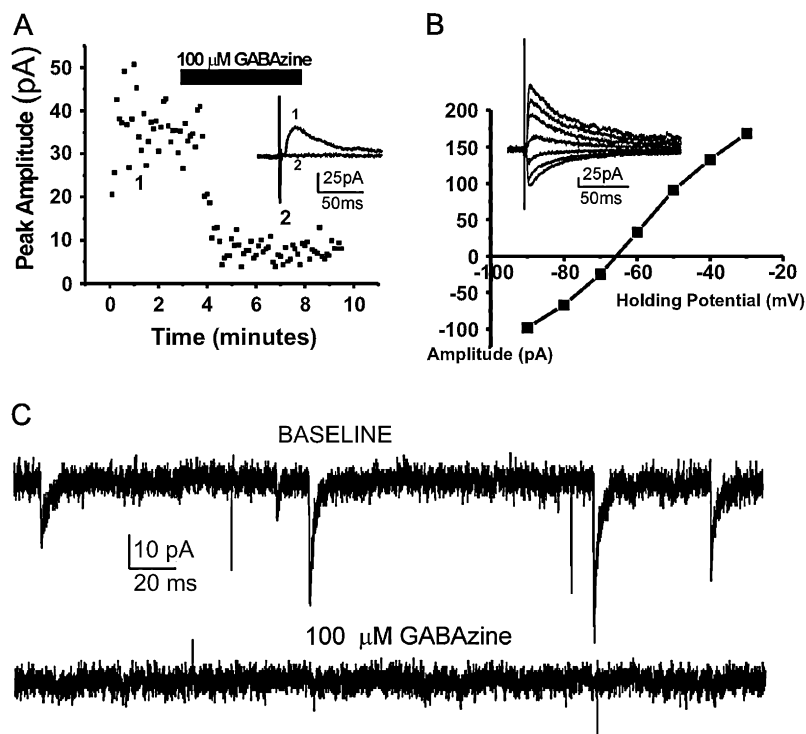 A
100 µM GABAzine
Peak Amplitude (pA)
50
40
30
20
10
0
1
2
1
2
25pA
50ms
0 2 4 6 8 10
Time (minutes)
B
200
150
100
50
0
-50
-100
25pA
50ms
-100 -80 -60 -40 -20
Holding Potential (mV)
Amplitude (pA)
C
BASELINE
10 pA
20 ms
100 µM GABAzine